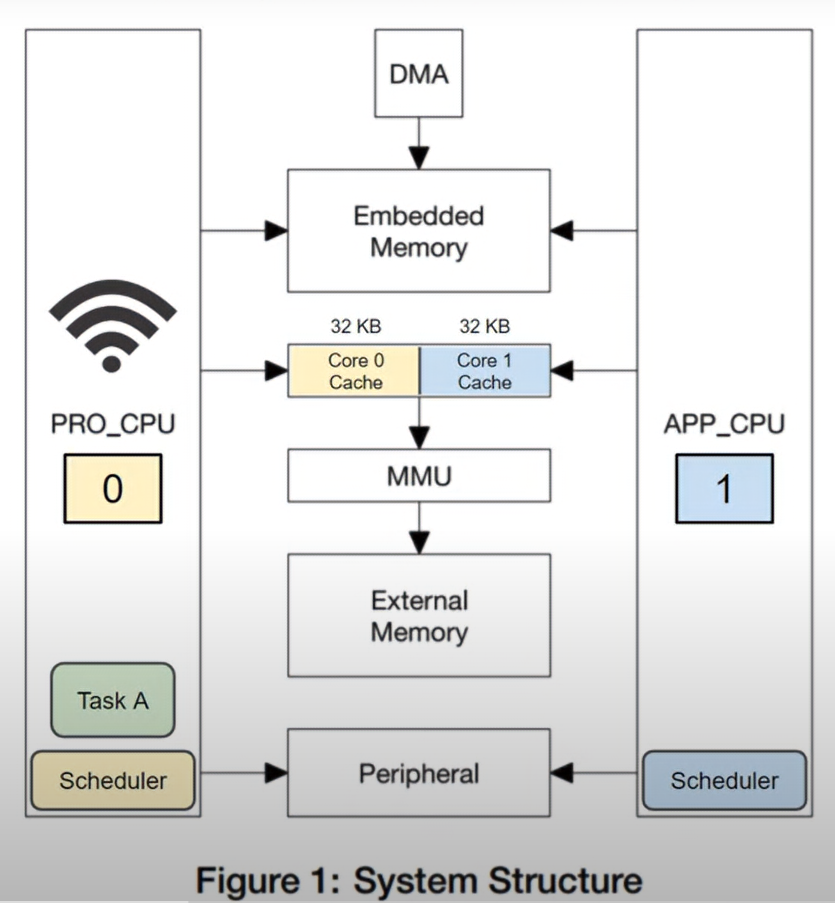 DMA
Embedded
Memory
32 KB
32 KB
Core 0
Cache
Core 1
Cache
PRO_CPU
0
APP_CPU
1
MMU
External
Memory
Task A
Scheduler
Peripheral
Scheduler
Figure 1: System Structure